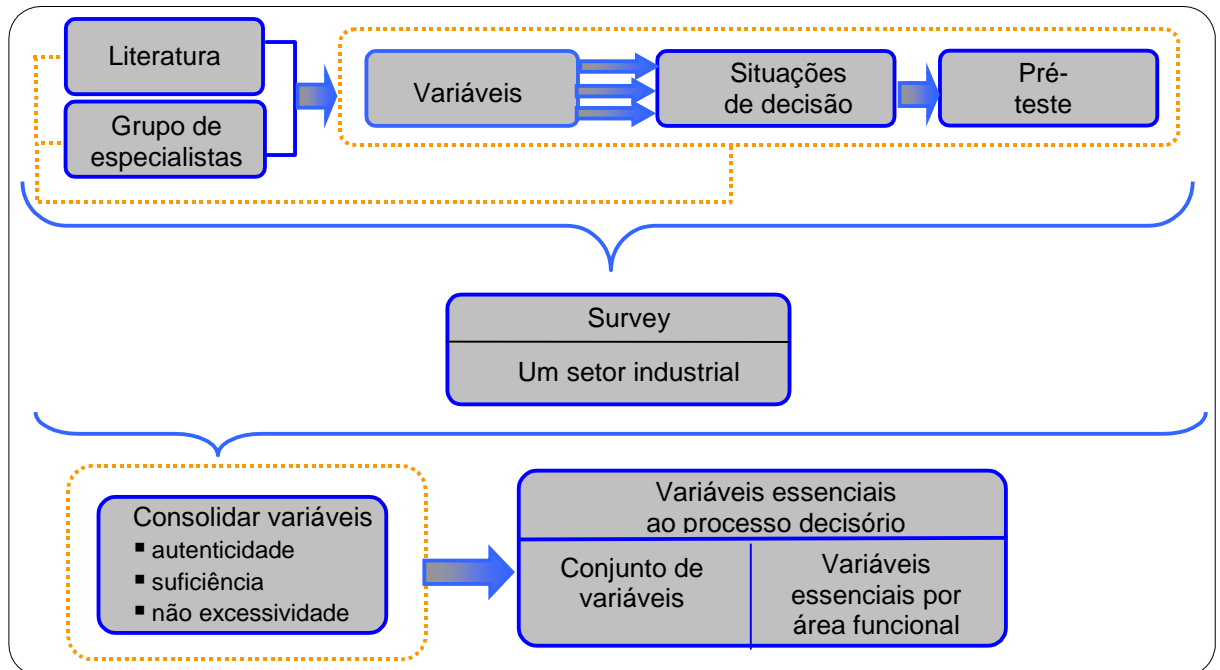 Literatura
Grupo de
especialistas
Variáveis
Situações
de decisão
Pré-
teste
Survey
Um setor industrial
Consolidar variáveis
▪ autenticidade
▪ suficiência
▪ não excessividade
Variáveis essenciais
ao processo decisório
Conjunto de
variáveis
Variáveis
essenciais por
área funcional